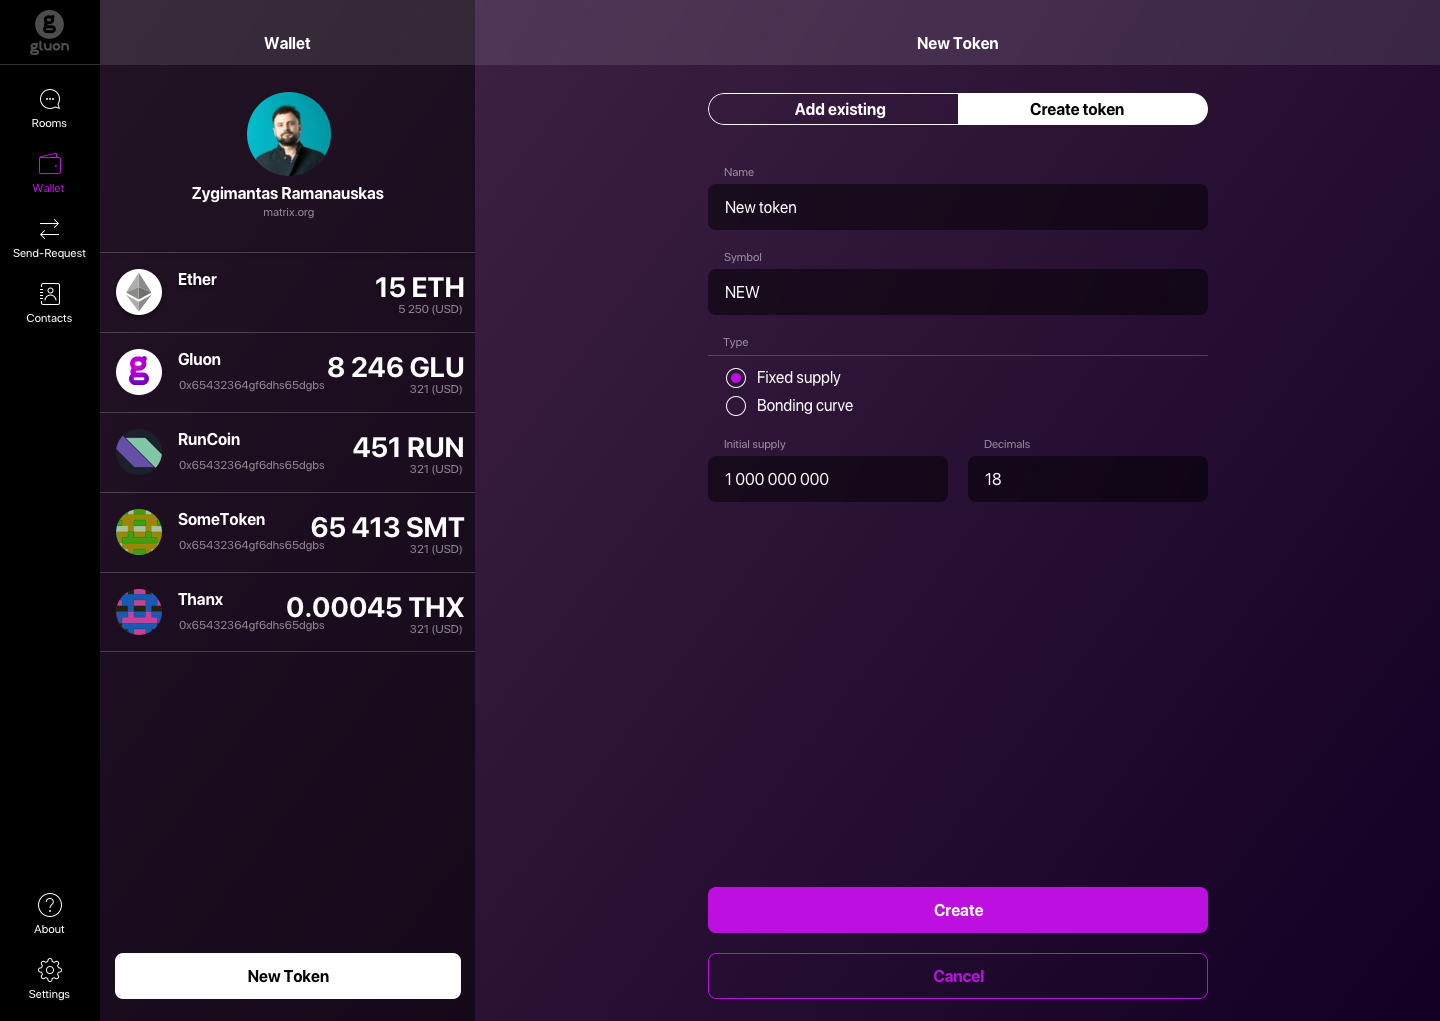 gluon
Rooms
Wallet
Send-Request
Contacts
About
Settings
Wallet
Zygimantas Ramanauskas
matrix.org
Ether
15 ETH
5 250 (USD)
Gluon
8 246 GLU
0x65432364gf6dhs65dgbs
321 (USD)
RunCoin
451 RUN
0x65432364gf6dhs65dgbs
321 (USD)
SomeToken
65 413 SMT
0x65432364gf6dhs65dgbs
321 (USD)
Thanx
0.00045 THX
0x65432364gf6dhs65dgbs
321 (USD)
New Token
New Token
Add existing
Create token
Name
New token
Symbol
NEW
Type
Fixed supply
Bonding curve
Initial supply
1 000 000 000
Decimals
18
Create
Cancel